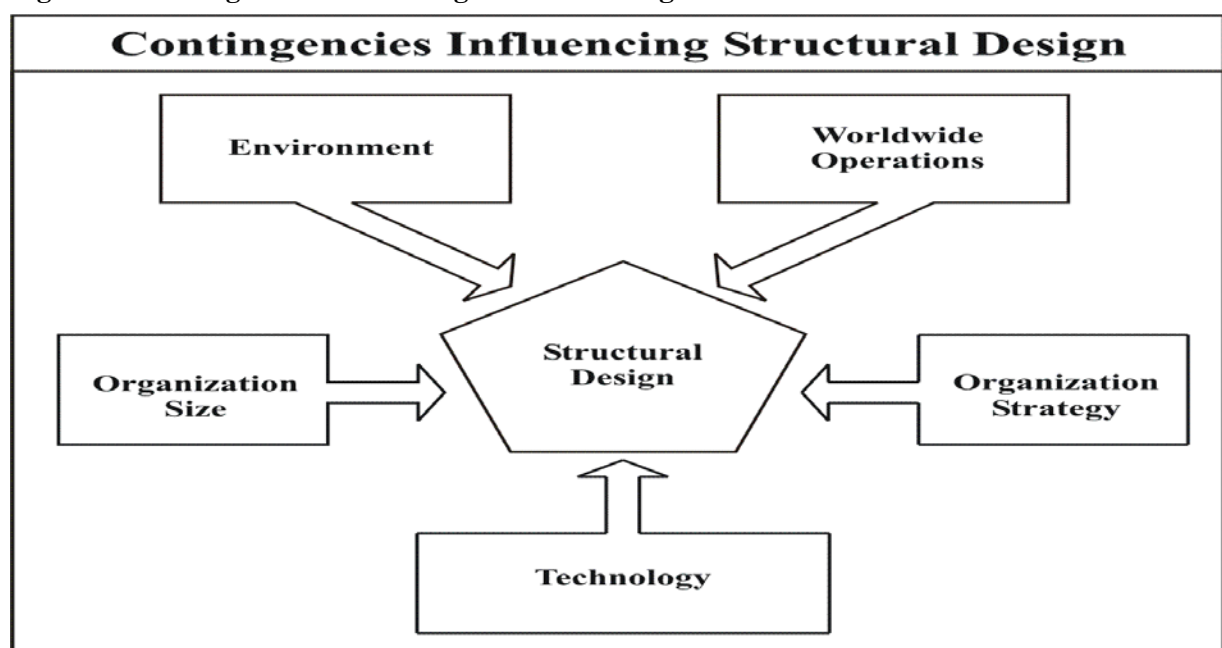 Contingencies Influencing Structural Design
Environment
Worldwide
Operations
Structural
Design
Organization
Size
Organization
Strategy
Technology